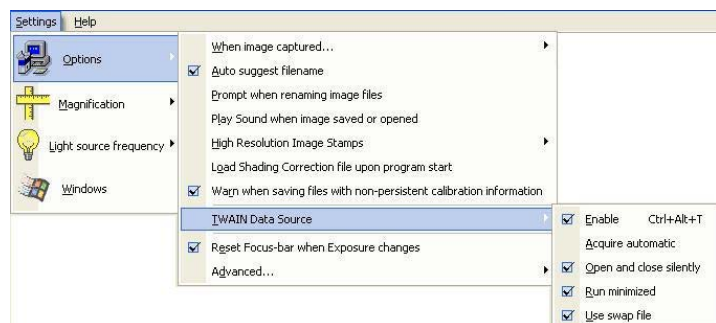 Settings Help
Options
Magnification
Light source frequency
Windows
When image captured...
Auto suggest filename
Prompt when renaming image files
Play Sound when image saved or opened
High Resolution Image Stamps
Load Shading Correction file upon program start
Warn when saving files with non-persistent calibration information
TWAIN Data Source
Reset Focus-bar when Exposure changes
Advanced...
Enable Ctrl+Alt+T
Acquire automatic
Open and close silently
Run minimized
Use swap file